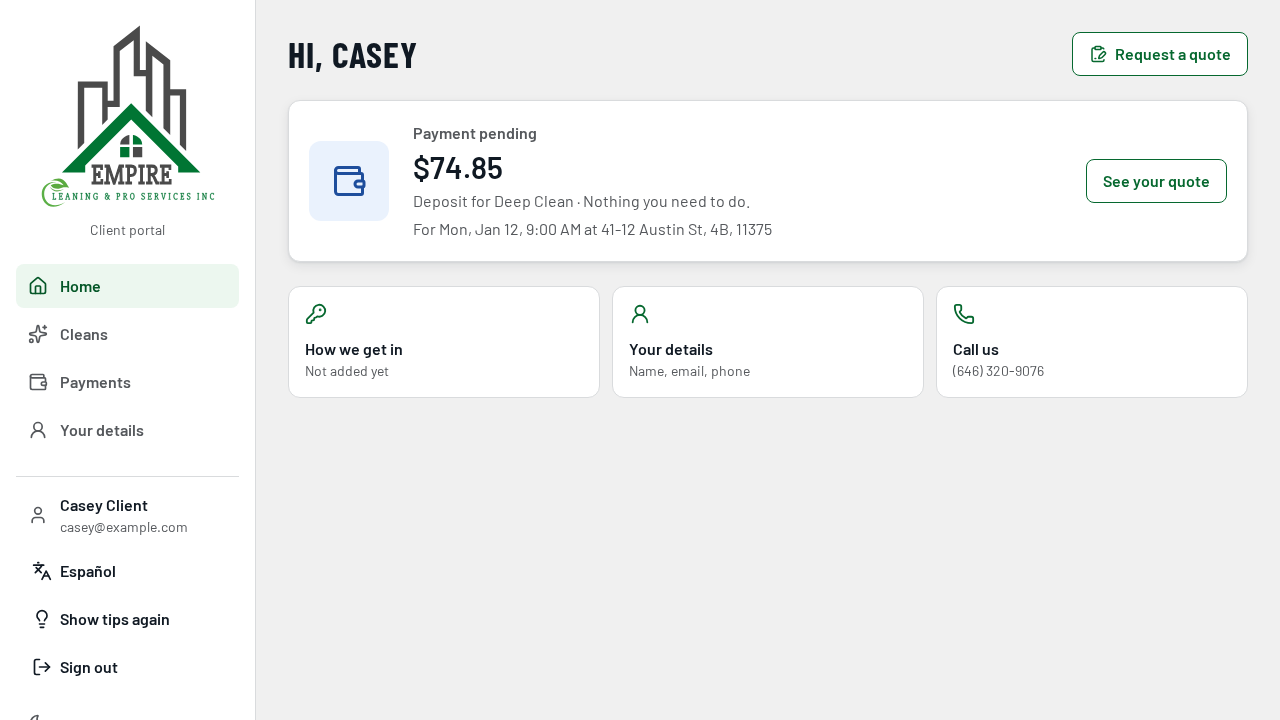 EMPIRE
CLEANING & PRO SERVICES INC
Client portal
Home
Cleans
Payments
Your details
Casey Client
casey@example.com
Español
Show tips again
Sign out
HI, CASEY
Request a quote
Payment pending
$74.85
Deposit for Deep Clean · Nothing you need to do.
For Mon, Jan 12, 9:00 AM at 41-12 Austin St, 4B, 11375
See your quote
How we get in
Not added yet
Your details
Name, email, phone
Call us
(646) 320-9076